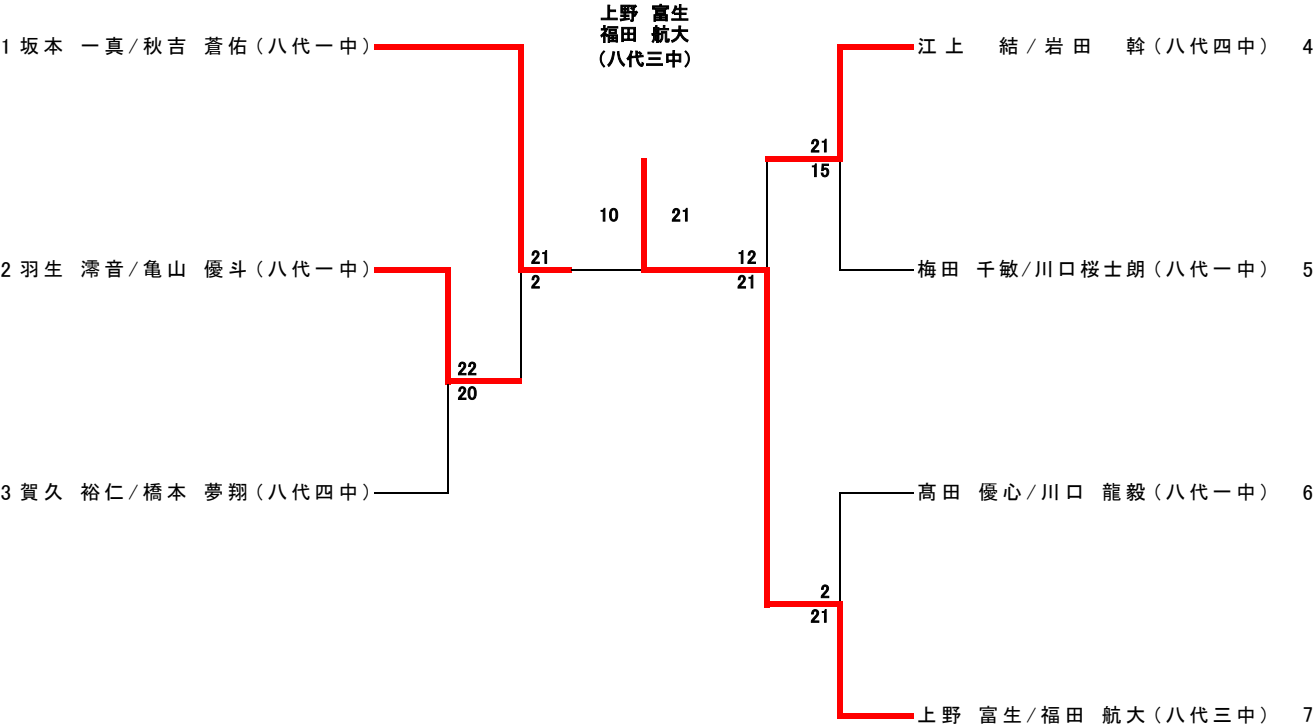 上野 富生
福田 航大
(八代三中)
1 坂本 一真/秋吉 蒼佑(八代一中)
江上 結/岩田 斡(八代四中) 4
21
15
10 21
21
2
12
21
2 羽生 澪音/亀山 優斗(八代一中)
梅田 千敏/川口桜士朗(八代一中) 5
22
20
3 賀久 裕仁/橋本 夢翔(八代四中)
髙田 優心/川口 龍毅(八代一中) 6
2
21
上野 富生/福田 航大(八代三中) 7